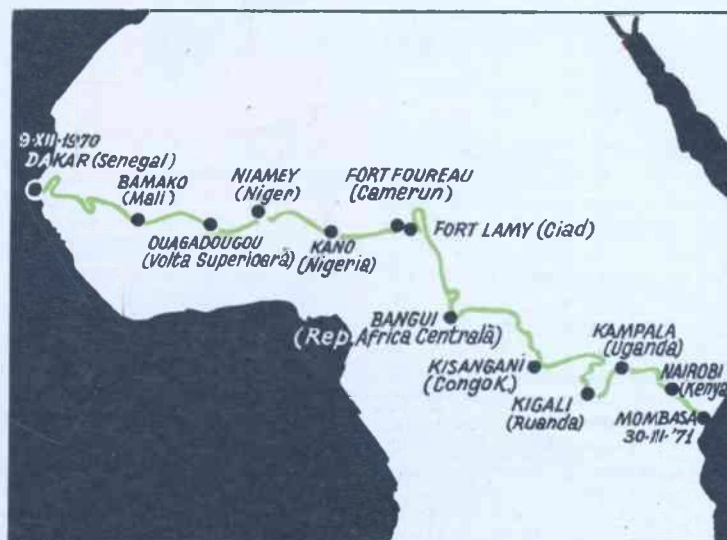 9-XII-1970
DAKAR (Senegal)
BAMAKO
(Mali)
OUAGADOUGOU
(Volta Superioară)
NIAMEY
(Niger)
KANO
(Nigeria)
FORT FOUREAU
(Camerun)
FORT LAMY (Ciad)
BANGUI
(Rep. Africa Centrală)
KISANGANI
(Congo K.)
KIGALI
(Ruanda)
KAMPALA
(Uganda)
NAIROBI
(Kenya
MOMBASA
30-III-'71